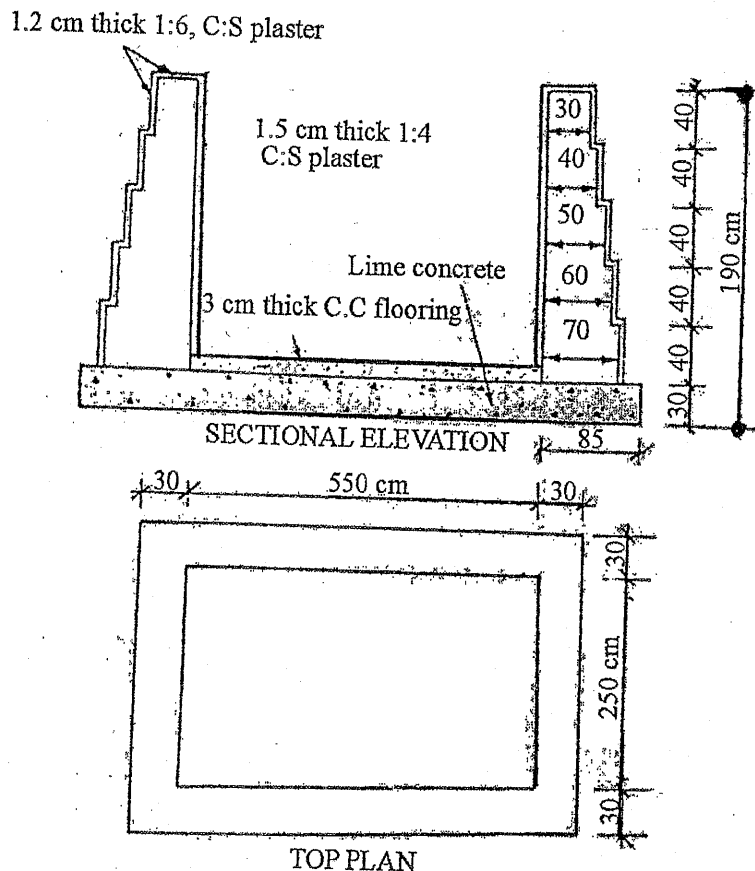 1.2 cm thick 1:6, C:S plaster
1.5 cm thick 1:4
C:S plaster
30
40
50
60
70
40
40
40
40
40
30
190 cm
Lime concrete
3 cm thick C.C flooring
SECTIONAL ELEVATION
85
30
550 cm
30
30
250 cm
30
TOP PLAN